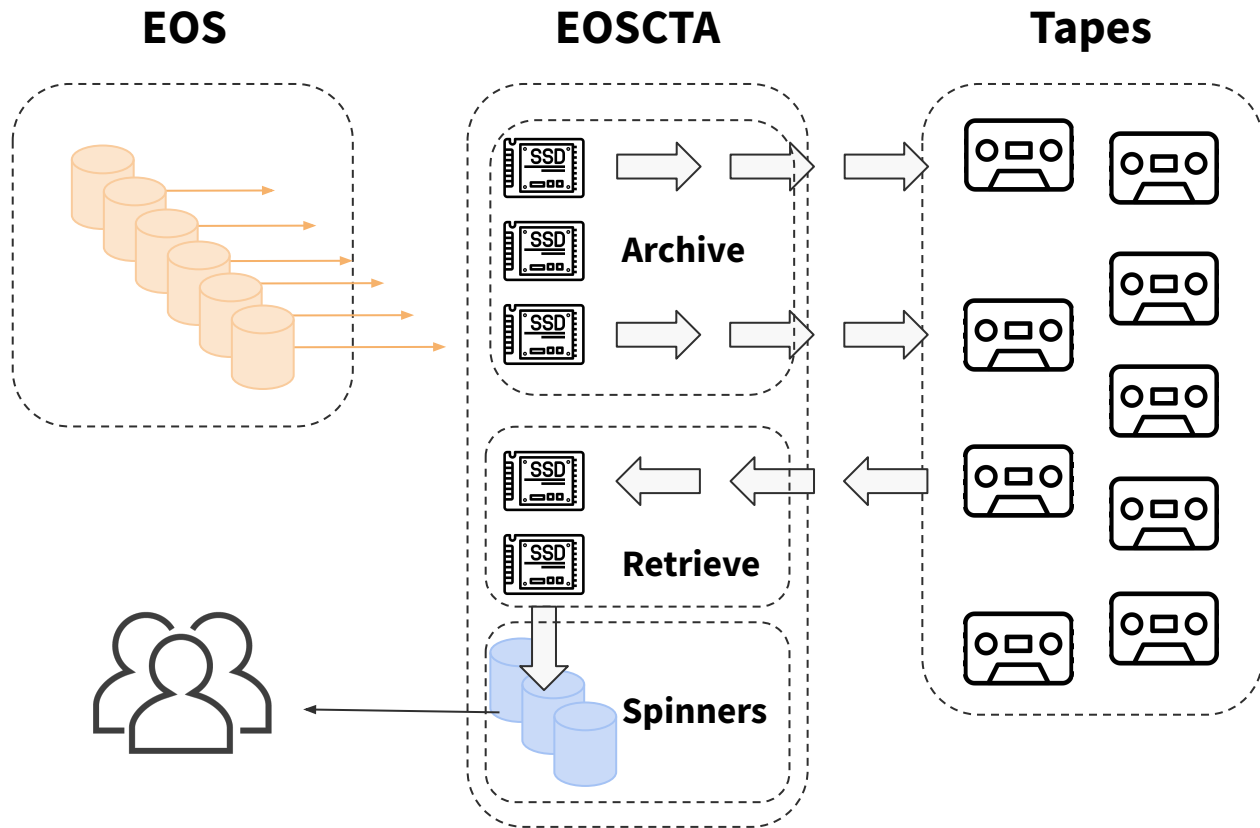 EOS
EOSCTA
Tapes
SSD
SSD
Archive
SSD
SSD
SSD
Retrieve
Spinners